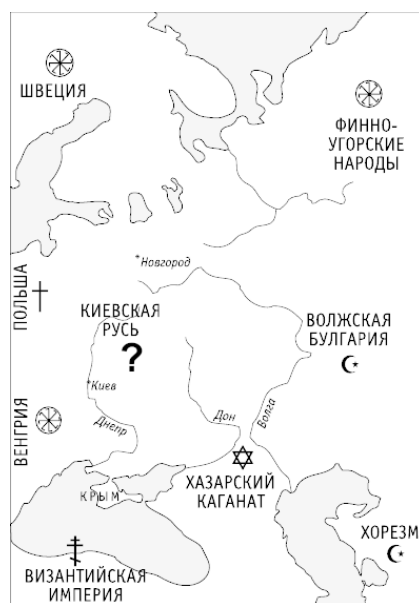 ШВЕЦИЯ
ФИННО-
УГОРСКИЕ
НАРОДЫ
*Новгород
ПОЛЬША
КИЕВСКАЯ
РУСЬ
?
ВОЛЖСКАЯ
БУЛГАРИЯ
*Киев
Днепр
Дон
Волга
ВЕНГРИЯ
КРЫМ
ХАЗАРСКИЙ
КАГАНАТ
ХОРЕЗМ
ВИЗАНТИЙСКАЯ
ИМПЕРИЯ